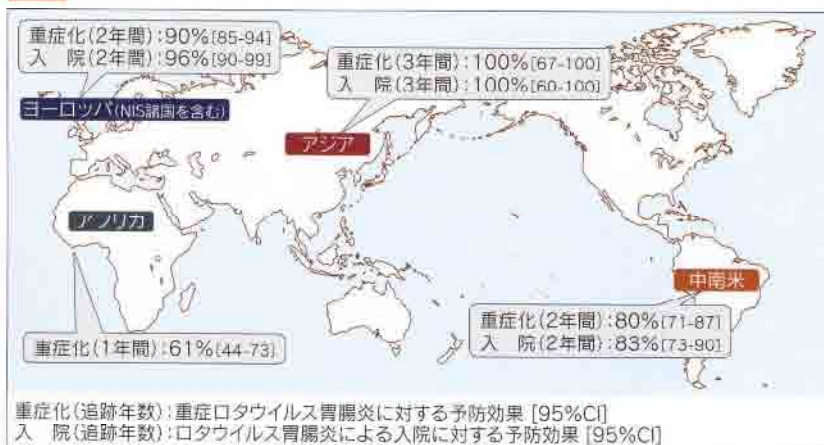 重症化(2年間):90%[85-94]
入 院(2年間):96%[90-99]
重症化(3年間):100%[67-100]
入 院(3年間):100%[60-100]
ヨーロッパ(NIS諸国を含む)
アジア
アフリカ
中南米
重症化(2年間):80%[71-87]
入 院(2年間):83%[73-90]
重症化(1年間):61%[44-73]
重症化(追跡年数):重症ロタウイルス胃腸炎に対する予防効果 [95%CI]
入 院(追跡年数):ロタウイルス胃腸炎による入院に対する予防効果 [95%CI]